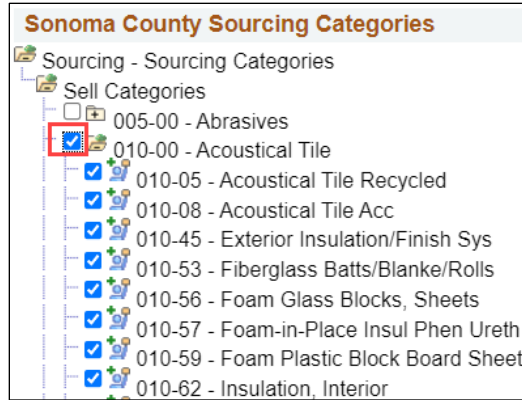 Sonoma County Sourcing Categories
Sourcing - Sourcing Categories
Sell Categories
005-00 - Abrasives
010-00 - Acoustical Tile
010-05 - Acoustical Tile Recycled
010-08 - Acoustical Tile Acc
010-45 - Exterior Insulation/Finish Sys
010-53 - Fiberglass Batts/Blanke/Rolls
010-56 - Foam Glass Blocks, Sheets
010-57 - Foam-in-Place Insul Phen Ureth
010-59 - Foam Plastic Block Board Sheet
010-62 - Insulation, Interior